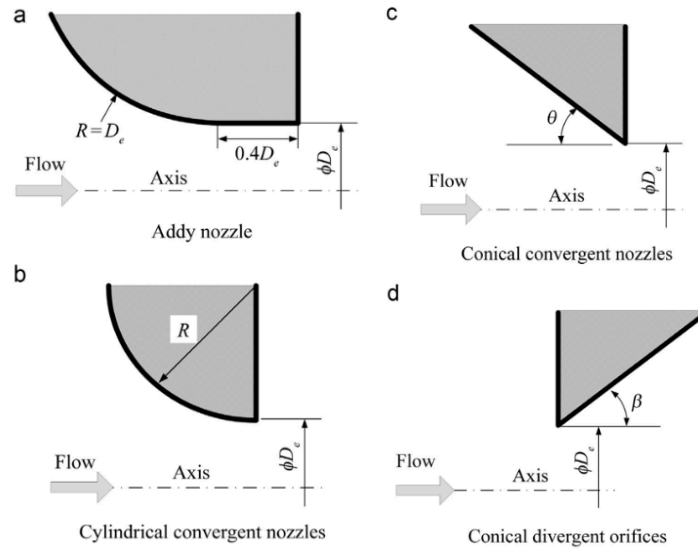 a
R=Dₑ
0.4Dₑ
ϕDₑ
Flow
Axis
Addy nozzle
b
R
ϕDₑ
Flow
Axis
Cylindrical convergent nozzles
c
θ
ϕDₑ
Flow
Axis
Conical convergent nozzles
d
β
ϕDₑ
Flow
Axis
Conical divergent orifices